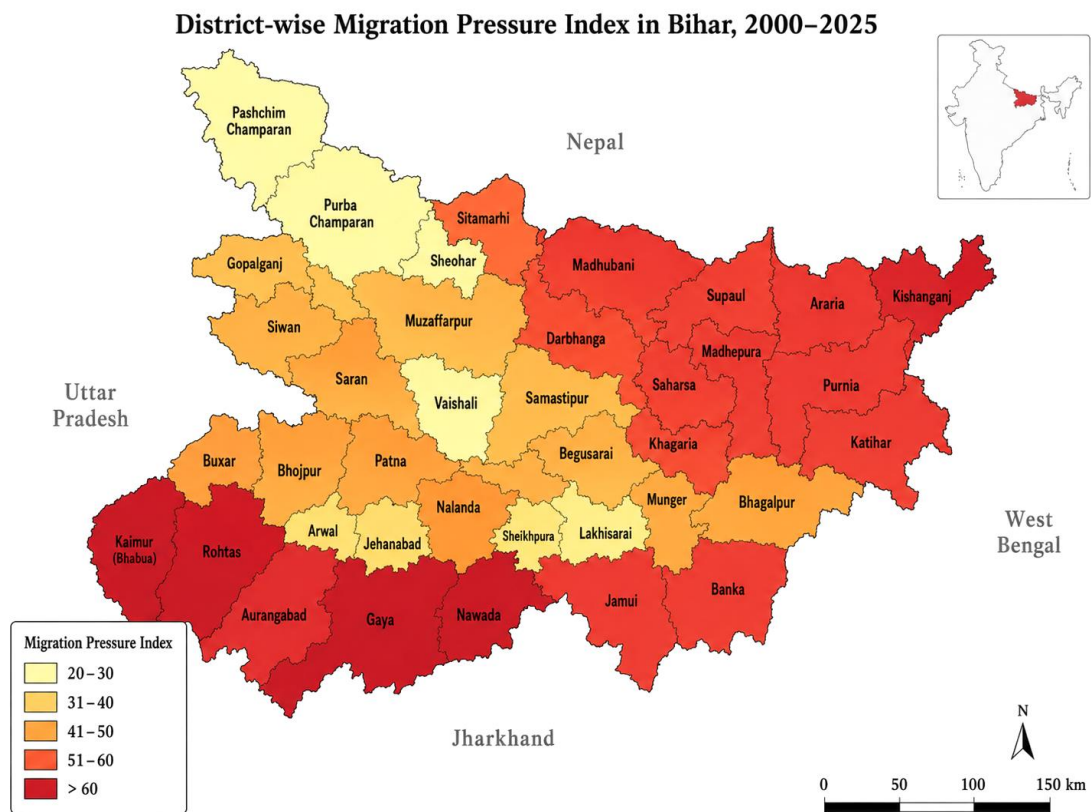 District-wise Migration Pressure Index in Bihar, 2000–2025
Pashchim
Champaran
Nepal
Purba
Champaran
Sitamarhi
Sheohar
Gopalganj
Madhubani
Supaul
Araria
Kishanganj
Siwan
Muzaffarpur
Darbhanga
Madhepura
Uttar
Pradesh
Saran
Vaishali
Samastipur
Saharsa
Purnia
Khagaria
Katihar
Buxar
Bhojpur
Patna
Begusarai
Nalanda
Munger
Bhagalpur
Arwal
Jehanabad
Sheikhpura
Lakhisarai
West
Bengal
Kaimur
(Bhabua)
Rohtas
Aurangabad
Gaya
Nawada
Jamui
Banka
Jharkhand
Migration Pressure Index
20–30
31–40
41–50
51–60
> 60
N
0 50 100 150 km